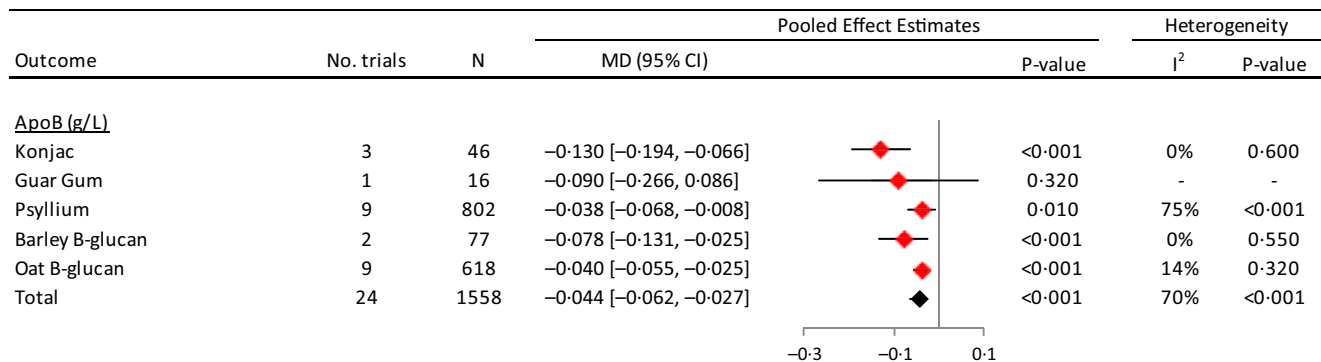 Pooled Effect Estimates Heterogeneity
Outcome No. trials N MD (95% CI) P-value I² P-value
ApoB (g/L)
Konjac 3 46 −0·130 [−0·194, −0·066] <0·001 0% 0·600
Guar Gum 1 16 −0·090 [−0·266, 0·086] 0·320 - -
Psyllium 9 802 −0·038 [−0·068, −0·008] 0·010 75% <0·001
Barley B-glucan 2 77 −0·078 [−0·131, −0·025] <0·001 0% 0·550
Oat B-glucan 9 618 −0·040 [−0·055, −0·025] <0·001 14% 0·320
Total 24 1558 −0·044 [−0·062, −0·027] <0·001 70% <0·001
−0·3 −0·1 0·1